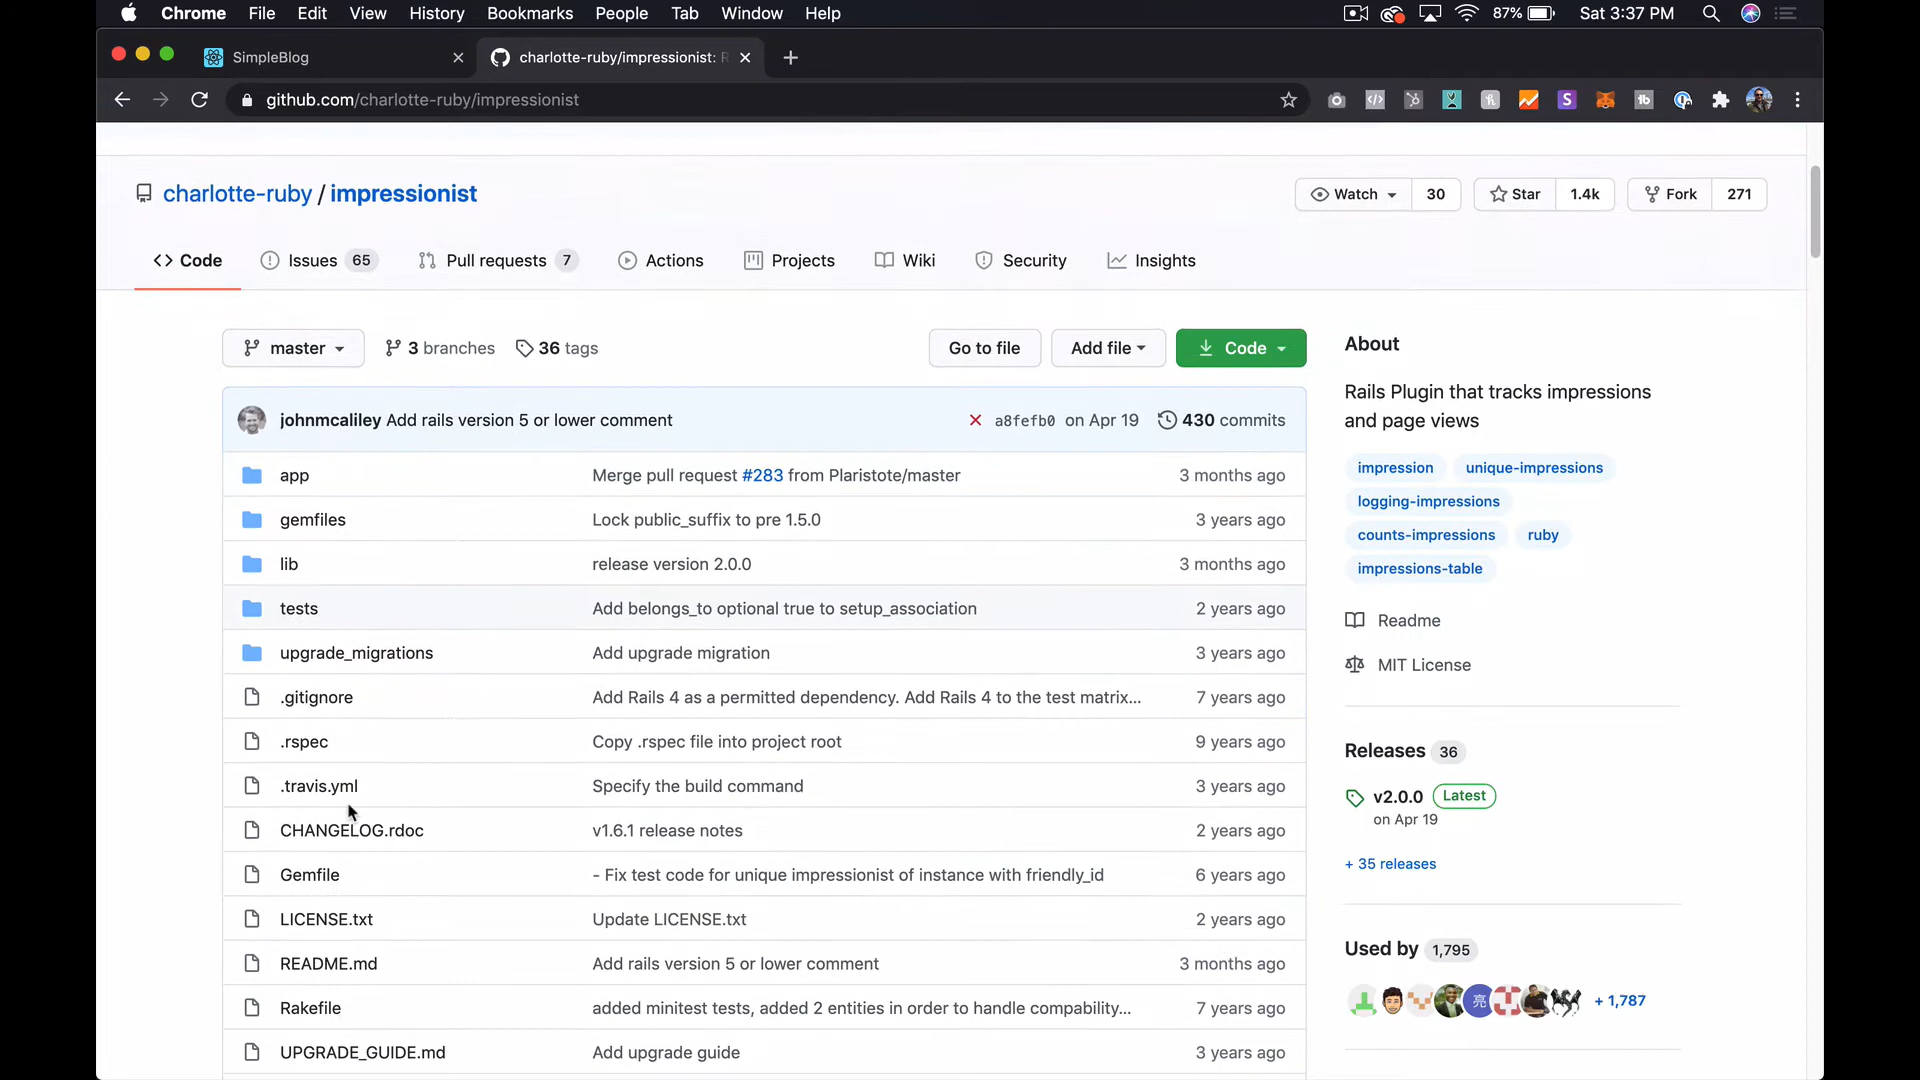 Chrome File Edit View History Bookmarks People Tab Window Help 87% Sat 3:37 PM
SimpleBlog charlotte-ruby/impressionist: R
github.com/charlotte-ruby/impressionist
charlotte-ruby / impressionist Watch 30 Star 1.4k Fork 271
Code Issues 65 Pull requests 7 Actions Projects Wiki Security Insights
master 3 branches 36 tags Go to file Add file Code
About
Rails Plugin that tracks impressions
and page views
impression unique-impressions
logging-impressions
counts-impressions ruby
impressions-table
Readme
MIT License
Releases 36
v2.0.0 Latest
on Apr 19
+ 35 releases
Used by 1,795
亮 + 1,787
johnmcaliley Add rails version 5 or lower comment a8fefb0 on Apr 19 430 commits
app Merge pull request #283 from Plaristote/master 3 months ago
gemfiles Lock public_suffix to pre 1.5.0 3 years ago
lib release version 2.0.0 3 months ago
tests Add belongs_to optional true to setup_association 2 years ago
upgrade_migrations Add upgrade migration 3 years ago
.gitignore Add Rails 4 as a permitted dependency. Add Rails 4 to the test matrix... 7 years ago
.rspec Copy .rspec file into project root 9 years ago
.travis.yml Specify the build command 3 years ago
CHANGELOG.rdoc v1.6.1 release notes 2 years ago
Gemfile - Fix test code for unique impressionist of instance with friendly_id 6 years ago
LICENSE.txt Update LICENSE.txt 2 years ago
README.md Add rails version 5 or lower comment 3 months ago
Rakefile added minitest tests, added 2 entities in order to handle compability... 7 years ago
UPGRADE_GUIDE.md Add upgrade guide 3 years ago